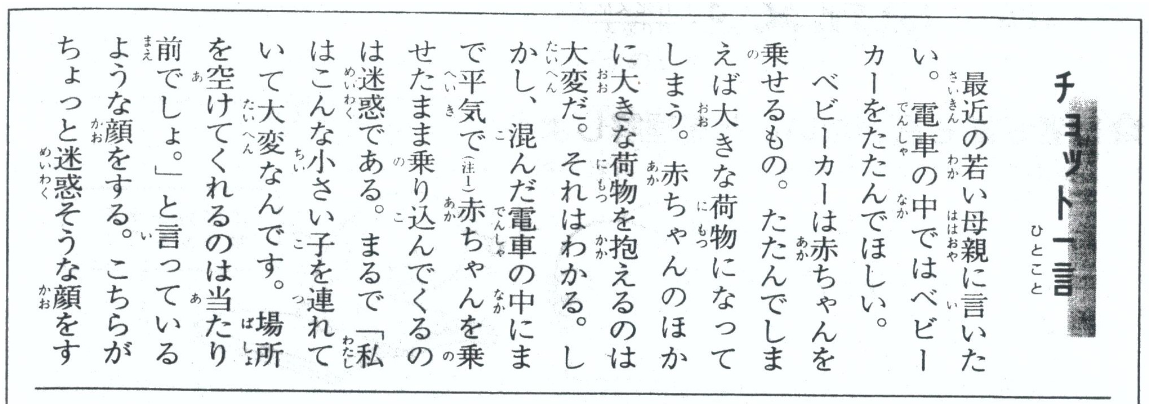 チョット一言
ひとこと
最近の若い母親に言いた
い。電車の中ではベビー
カーをたたんでほしい。
ベビーカーは赤ちゃんを
乗せるもの。たたんでしま
えば大きな荷物になって
しまう。赤ちゃんのほか
に大きな荷物を抱えるのは
大変だ。それはわかる。し
かし、混んだ電車の中にま
で平気で(注1)赤ちゃんを乗
せたまま乗り込んでくるの
は迷惑である。まるで「私
はこんな小さい子を連れて
いて大変なんです。場所
を空けてくれるのは当たり
前でしょ。」と言っている
ような顔をする。こちらが
ちょっと迷惑そうな顔をす